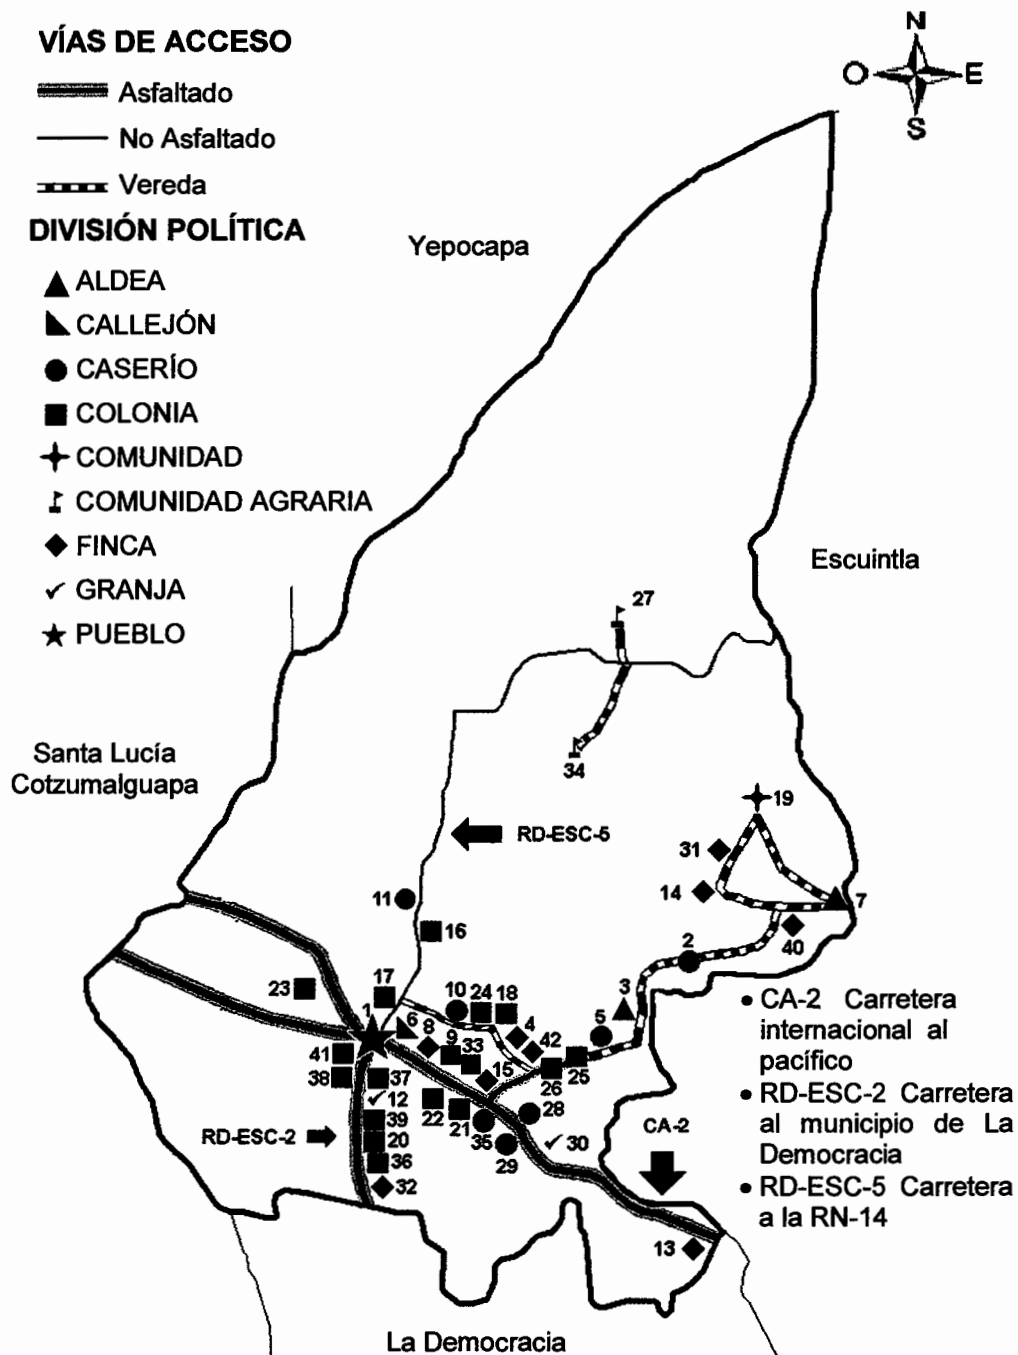 VÍAS DE ACCESO
Asfaltado
No Asfaltado
Vereda
DIVISIÓN POLÍTICA
ALDEA
CALLEJÓN
CASERÍO
COLONIA
COMUNIDAD
COMUNIDAD AGRARIA
FINCA
GRANJA
PUEBLO
N
O
E
S
Yepocapa
Escuintla
Santa Lucía
Cotzumalguapa
27
34
19
RD-ESC-5
31
14
7
11
16
2
40
23
17
10
24
18
3
1
6
8
4
5
42
9
33
41
38
37
15
26
25
12
22
21
28
39
35
30
CA-2
RD-ESC-2
20
29
36
32
13
• CA-2 Carretera
internacional al
pacífico
• RD-ESC-2 Carretera
al municipio de La
Democracia
• RD-ESC-5 Carretera
a la RN-14
La Democracia